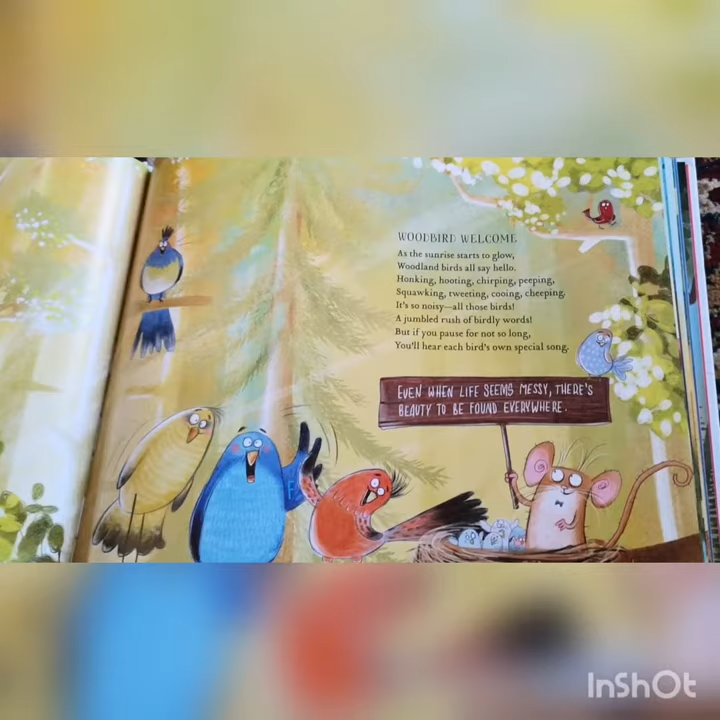 WOODBIRD WELCOME
As the sunrise starts to glow,
Woodland birds all say hello.
Honking, hooting, chirping, peeping,
Squawking, tweeting, cooing, cheeping.
It's so noisy—all those birds!
A jumbled rush of birdly words!
But if you pause for not so long,
You'll hear each bird's own special song.
EVEN WHEN LIFE SEEMS MESSY, THERE'S
BEAUTY TO BE FOUND EVERYWHERE.
InShOt